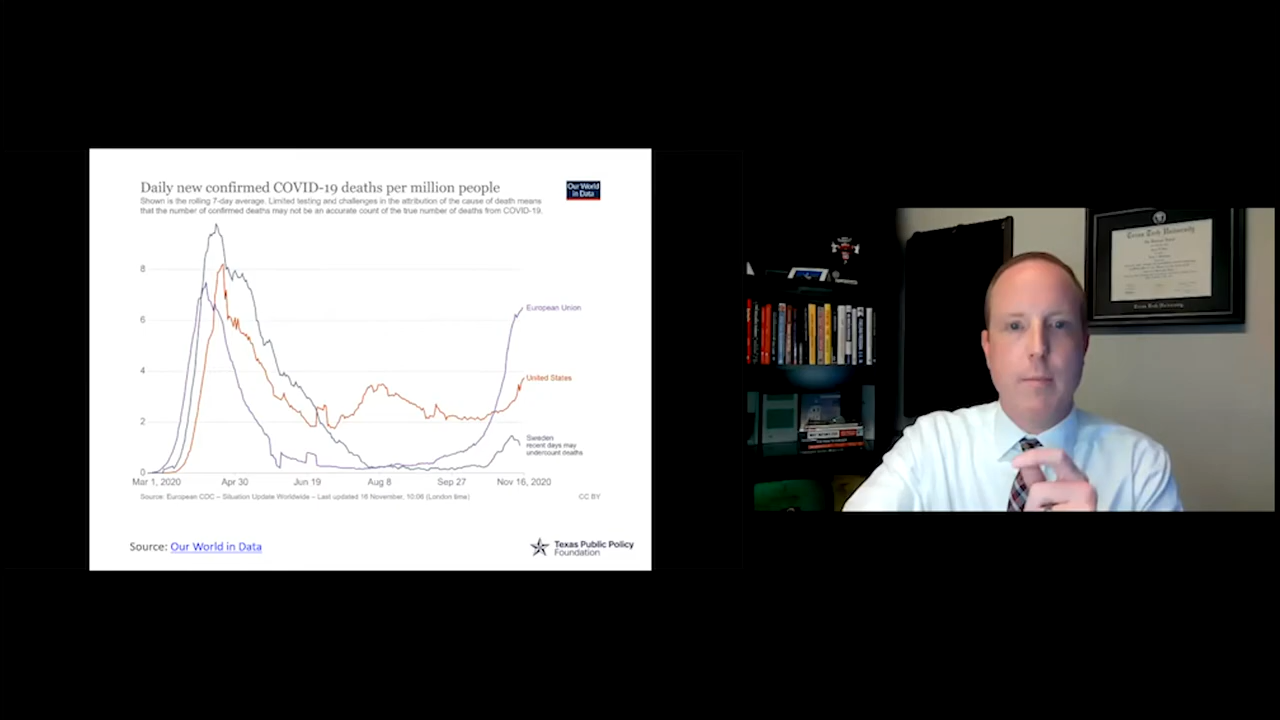 Daily new confirmed COVID-19 deaths per million people
Shown is the rolling 7-day average. Limited testing and challenges in the attribution of the cause of death means
that the number of confirmed deaths may not be an accurate count of the true number of deaths from COVID-19.
Our World
in Data
8
6
4
2
0
European Union
United States
Sweden
recent days may
undercount deaths
Mar 1, 2020
Apr 30
Jun 19
Aug 8
Sep 27
Nov 16, 2020
Source: European CDC – Situation Update Worldwide – Last updated 16 November, 10:06 (London time)
CC BY
Source: Our World in Data
Texas Public Policy
Foundation
Texas Tech University